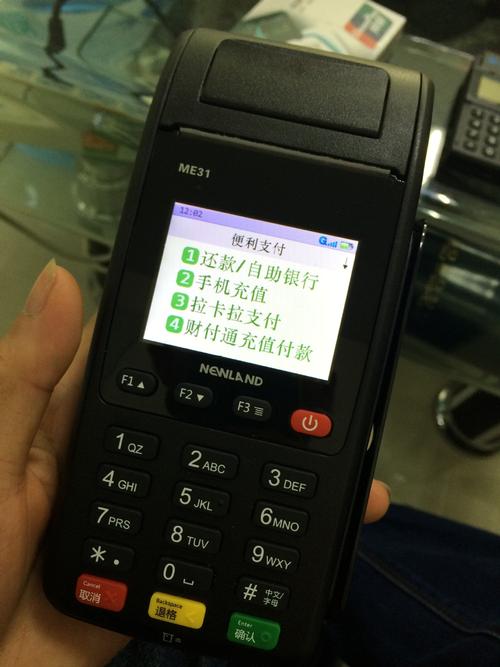 ME31
12:02
G
便利支付
1 还款/自助银行
2 手机充值
3 拉卡拉支付
4 财付通充值付款
NEWLAND
F1▲
F2▼
F3
1 QZ
2 ABC
3 DEF
4 GHI
5 JKL
6 MNO
7 PRS
8 TUV
9 WXY
* .
0
# 中文/字母
Cancel
取消
Backspace
退格
Enter
确认